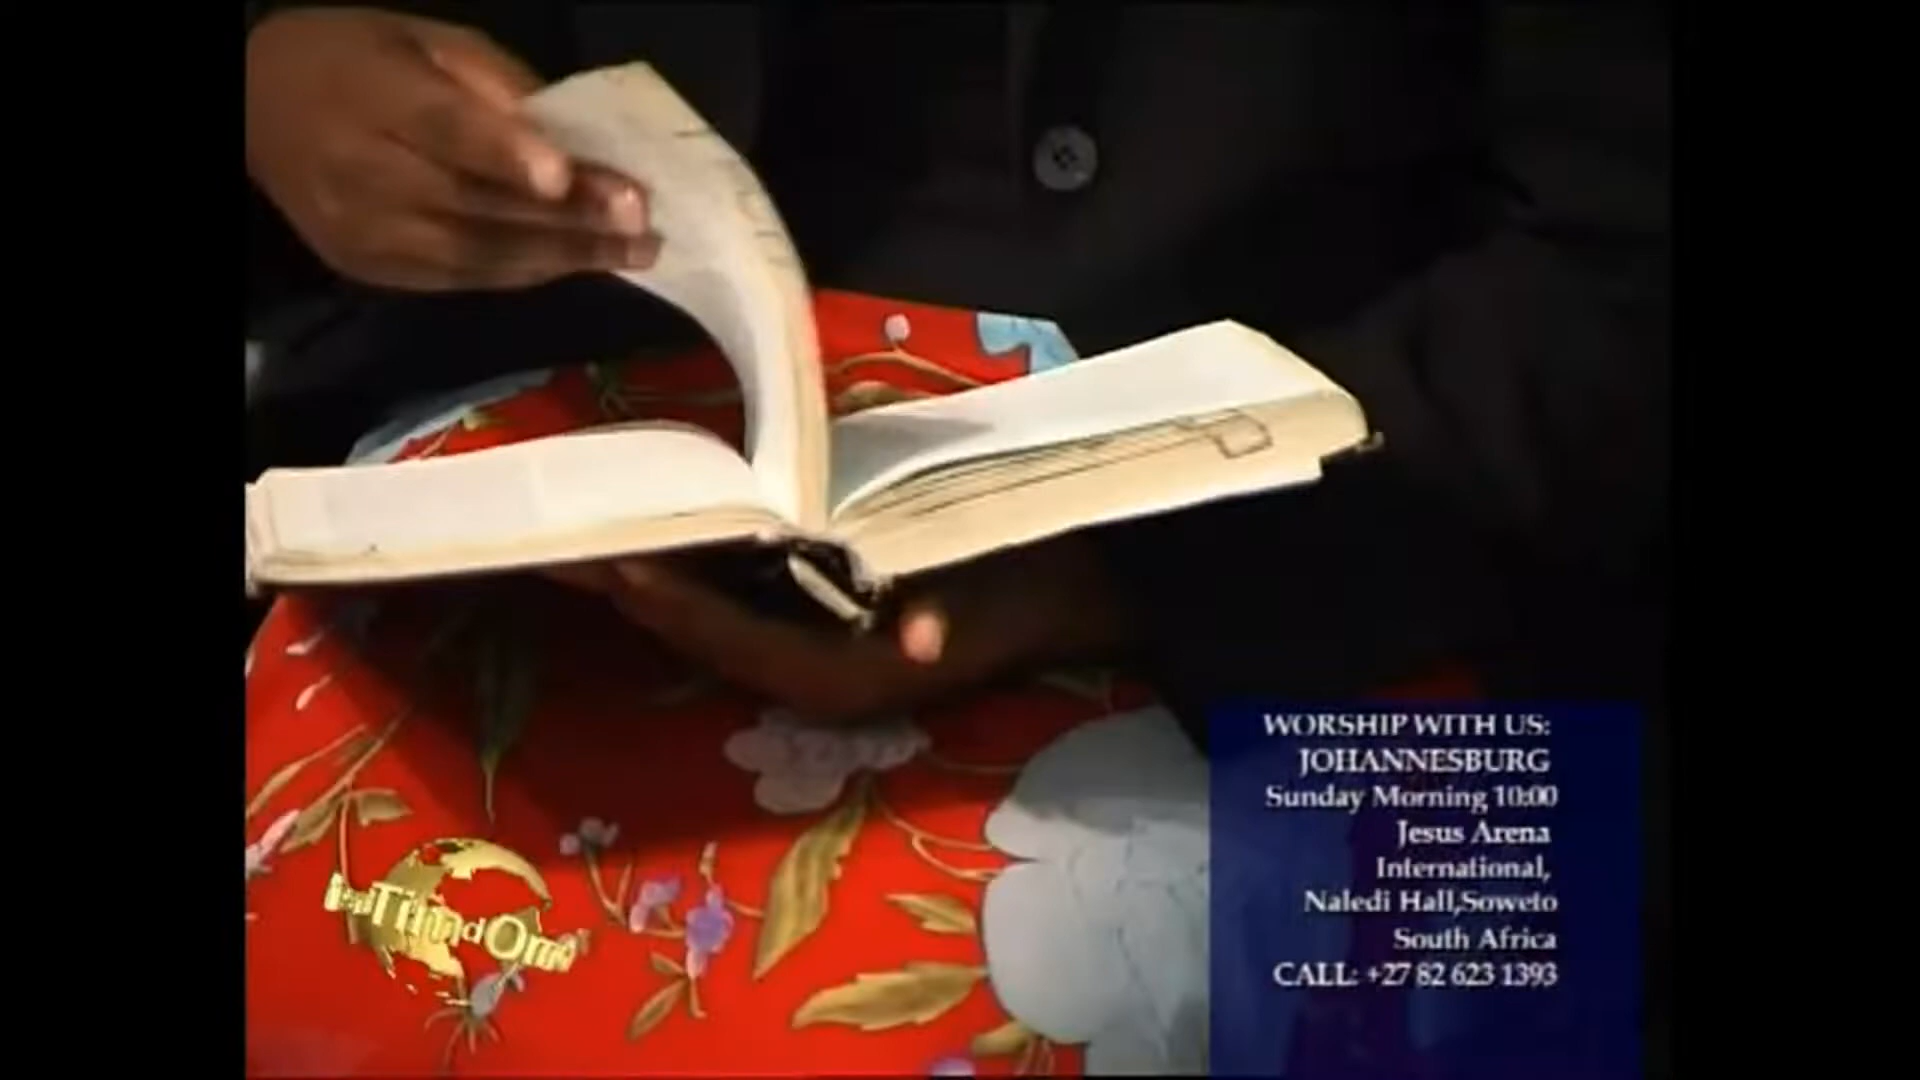 WORSHIP WITH US:
JOHANNESBURG
Sunday Morning 10:00
Jesus Arena
International,
Naledi Hall,Soweto
South Africa
CALL: +27 82 623 1393